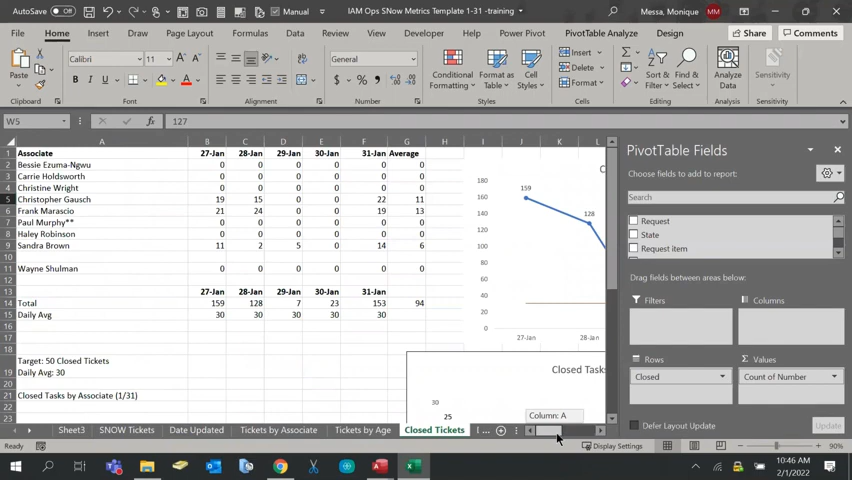 AutoSave Off Manual IAM Ops SNow Metrics Template 1-31 -training Messa, Monique MM
File Home Insert Draw Page Layout Formulas Data Review View Developer Help Power Pivot PivotTable Analyze Design Share Comments
Calibri 11 General Insert
Paste B I U $ % Conditional Formatting Format as Table Cell Styles Delete Format Sort & Filter Find & Select Analyze Data Sensitivity
Clipboard Font Alignment Number Styles Cells Editing Analysis Sensitivity
W5 fx 127
A B C D E F G H I J K L
1 Associate 27-Jan 28-Jan 29-Jan 30-Jan 31-Jan Average
2 Bessie Ezuma-Ngwu 0 0 0 0 0 0
3 Carrie Holdsworth 0 0 0 0 0 0
4 Christine Wright 0 0 0 0 0 0
5 Christopher Gausch 19 15 0 0 22 11
6 Frank Marascio 21 24 0 0 19 13
7 Paul Murphy** 0 0 0 0 0 0
8 Haley Robinson 0 0 0 0 0 0
9 Sandra Brown 11 2 5 0 14 6
10
11 Wayne Shulman 0 0 0 0 0 0
12
13 27-Jan 28-Jan 29-Jan 30-Jan 31-Jan
14 Total 159 128 7 23 153 94
15 Daily Avg 30 30 30 30 30
16
17
18
Target: 50 Closed Tickets
19 Daily Avg: 30
20
21 Closed Tasks by Associate (1/31)
22
23
180
160
140
120
100
80
60
40
20
0
159
128
27-Jan 28-Jan
Closed Tasks
30
25
Column: A
PivotTable Fields
Choose fields to add to report:
Search
Request
State
Request item
Drag fields between areas below:
Filters Columns
Rows Values
Closed Count of Number
Defer Layout Update Update
Sheet3 SNOW Tickets Date Updated Tickets by Associate Tickets by Age Closed Tickets ...
Ready Display Settings 90%
10:46 AM
2/1/2022